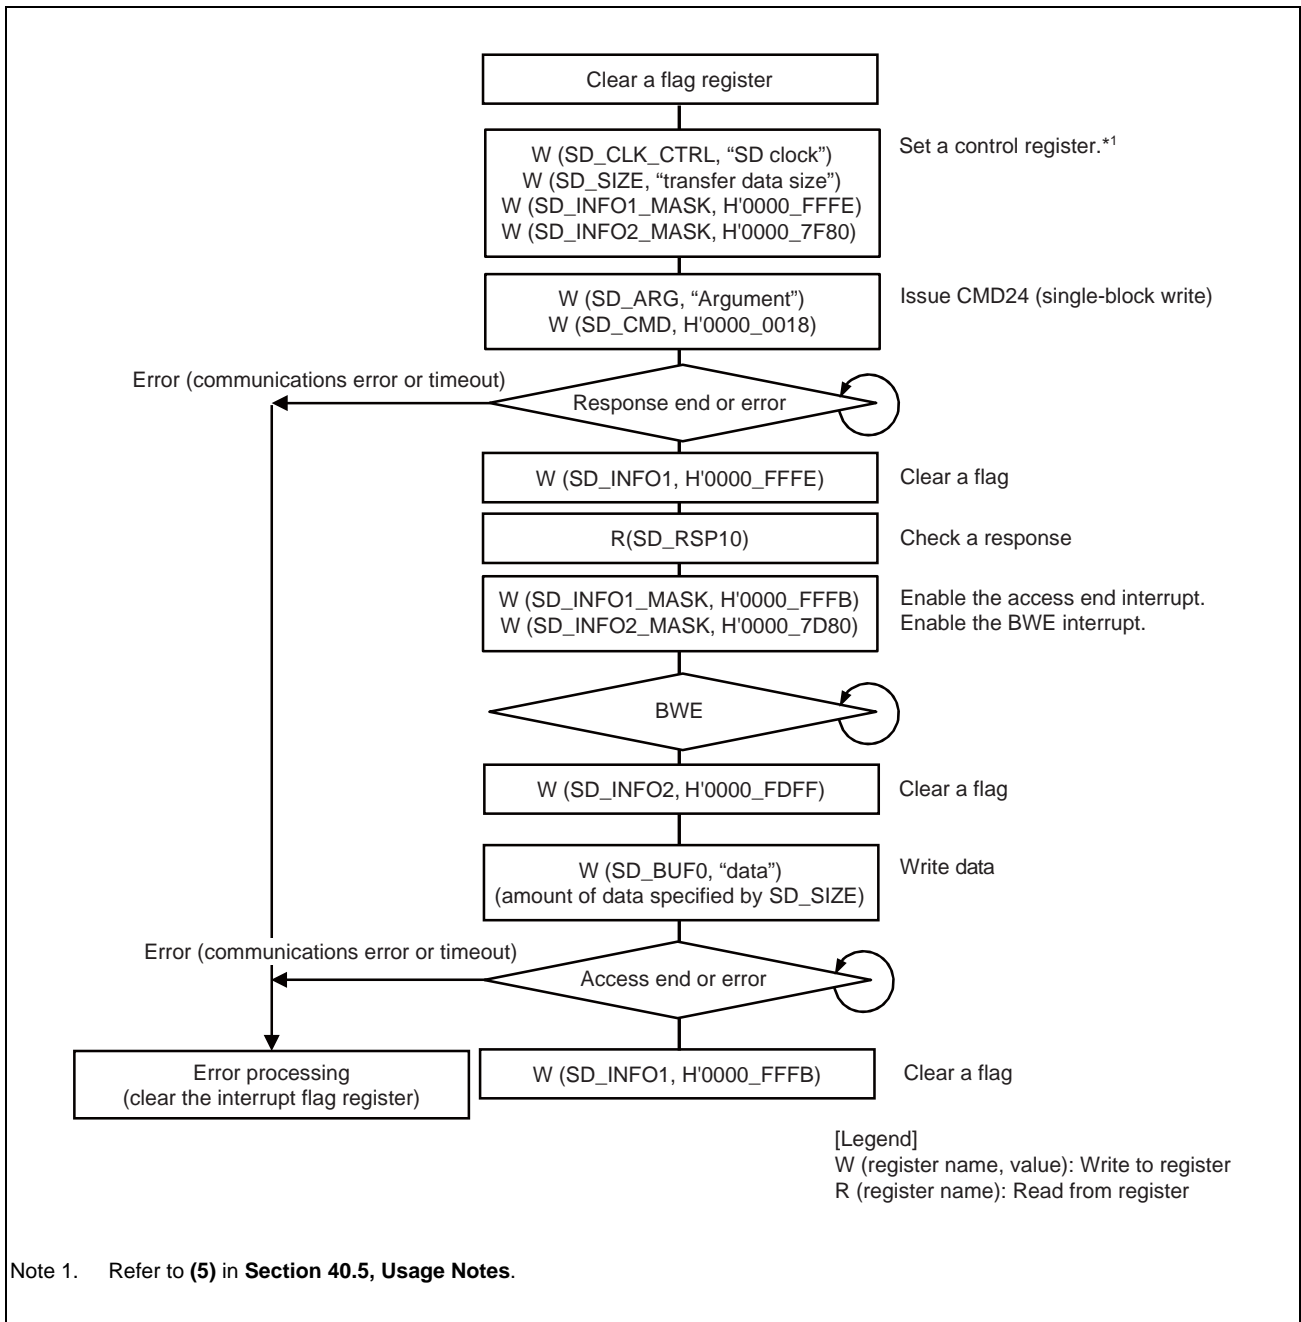 Clear a flag register
W (SD_CLK_CTRL, “SD clock”)
W (SD_SIZE, “transfer data size”)
W (SD_INFO1_MASK, H'0000_FFFE)
W (SD_INFO2_MASK, H'0000_7F80)
Set a control register.*1
W (SD_ARG, “Argument”)
W (SD_CMD, H'0000_0018)
Issue CMD24 (single-block write)
Error (communications error or timeout)
Response end or error
W (SD_INFO1, H'0000_FFFE)
Clear a flag
R(SD_RSP10)
Check a response
W (SD_INFO1_MASK, H'0000_FFFB)
W (SD_INFO2_MASK, H'0000_7D80)
Enable the access end interrupt.
Enable the BWE interrupt.
BWE
W (SD_INFO2, H'0000_FDFF)
Clear a flag
W (SD_BUF0, “data”)
(amount of data specified by SD_SIZE)
Write data
Error (communications error or timeout)
Access end or error
Error processing
(clear the interrupt flag register)
W (SD_INFO1, H'0000_FFFB)
Clear a flag
[Legend]
W (register name, value): Write to register
R (register name): Read from register
Note 1. Refer to (5) in Section 40.5, Usage Notes.